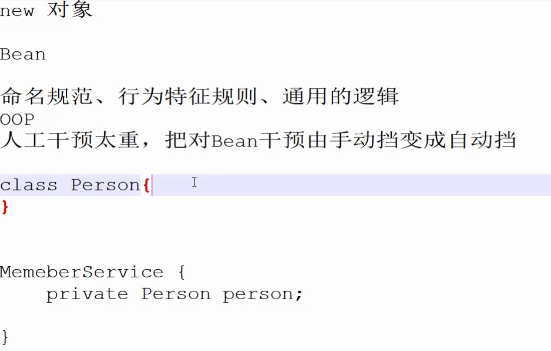 new 对象
Bean
命名规范、行为特征规则、通用的逻辑
OOP
人工干预太重，把对Bean干预由手动挡变成自动挡
class Person{
}
MemeberService {
private Person person;
}